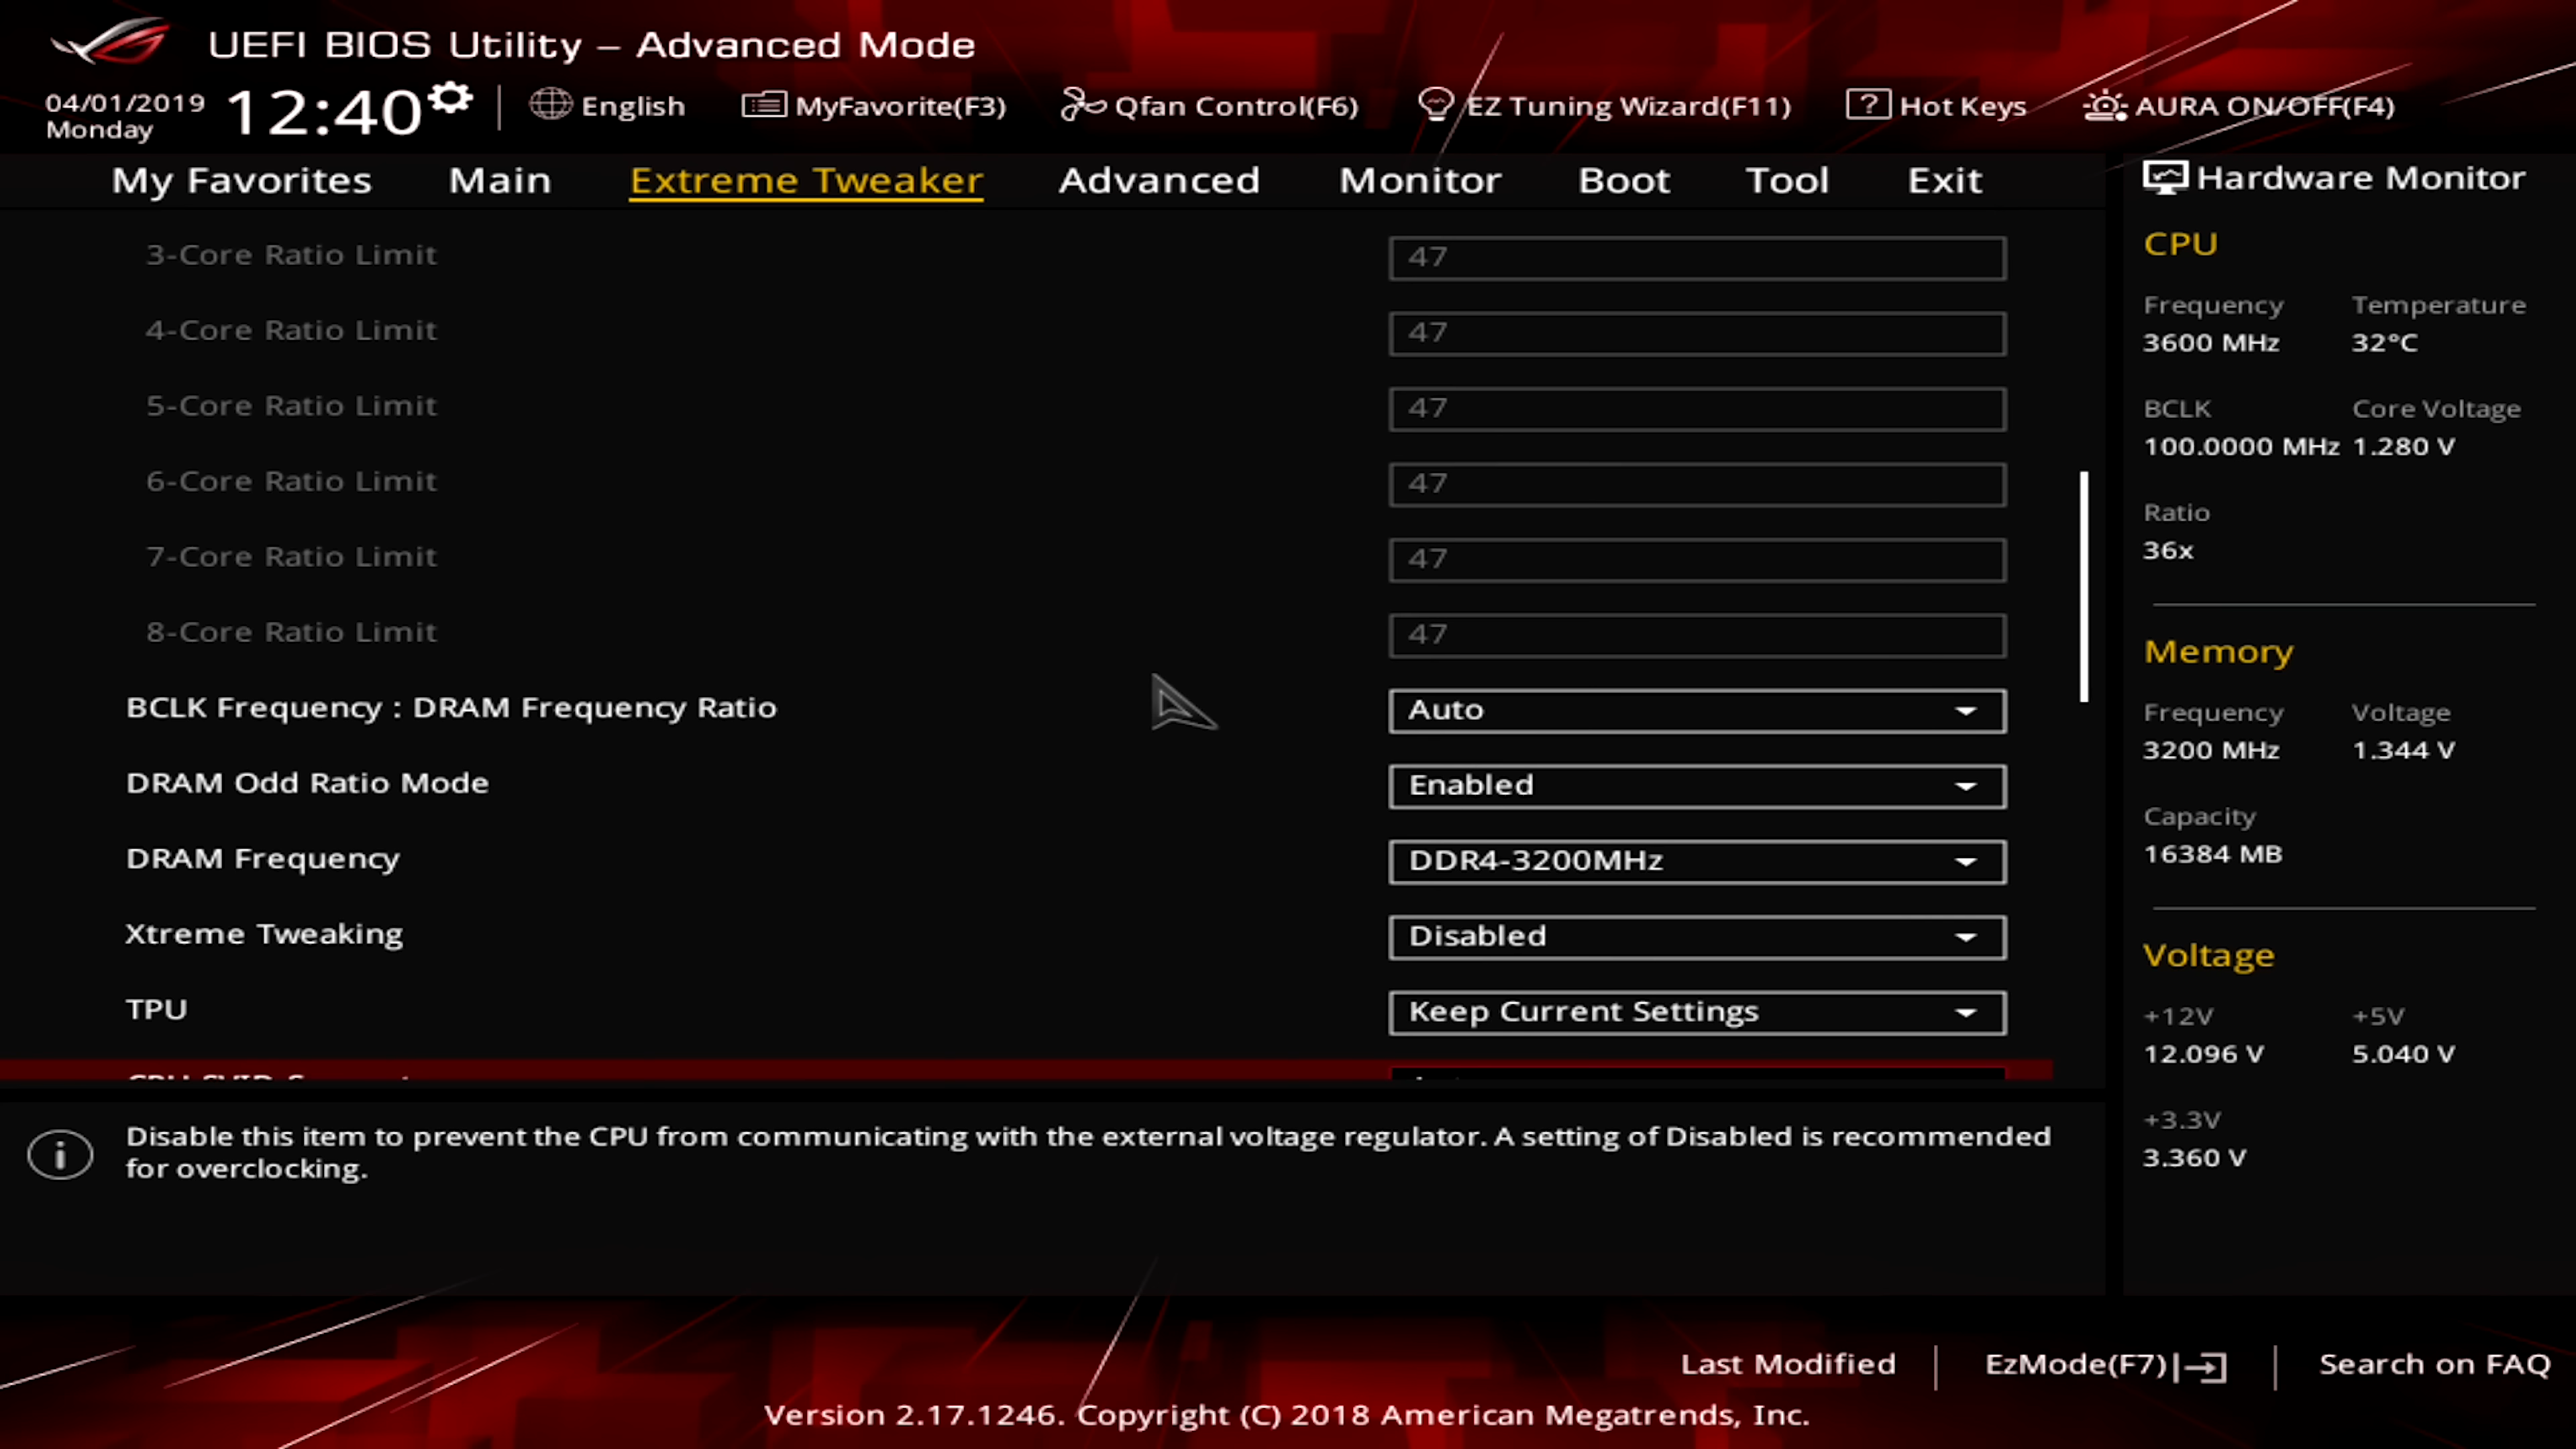 UEFI BIOS Utility – Advanced Mode
04/01/2019
Monday
12:40
English
MyFavorite(F3)
Qfan Control(F6)
EZ Tuning Wizard(F11)
? Hot Keys
AURA ON/OFF(F4)
My Favorites
Main
Extreme Tweaker
Advanced
Monitor
Boot
Tool
Exit
3-Core Ratio Limit 47
4-Core Ratio Limit 47
5-Core Ratio Limit 47
6-Core Ratio Limit 47
7-Core Ratio Limit 47
8-Core Ratio Limit 47
BCLK Frequency : DRAM Frequency Ratio Auto
DRAM Odd Ratio Mode Enabled
DRAM Frequency DDR4-3200MHz
Xtreme Tweaking Disabled
TPU Keep Current Settings
Disable this item to prevent the CPU from communicating with the external voltage regulator. A setting of Disabled is recommended
for overclocking.
Hardware Monitor
CPU
Frequency Temperature
3600 MHz 32°C
BCLK Core Voltage
100.0000 MHz 1.280 V
Ratio
36x
Memory
Frequency Voltage
3200 MHz 1.344 V
Capacity
16384 MB
Voltage
+12V +5V
12.096 V 5.040 V
+3.3V
3.360 V
Last Modified
EzMode(F7)
Search on FAQ
Version 2.17.1246. Copyright (C) 2018 American Megatrends, Inc.